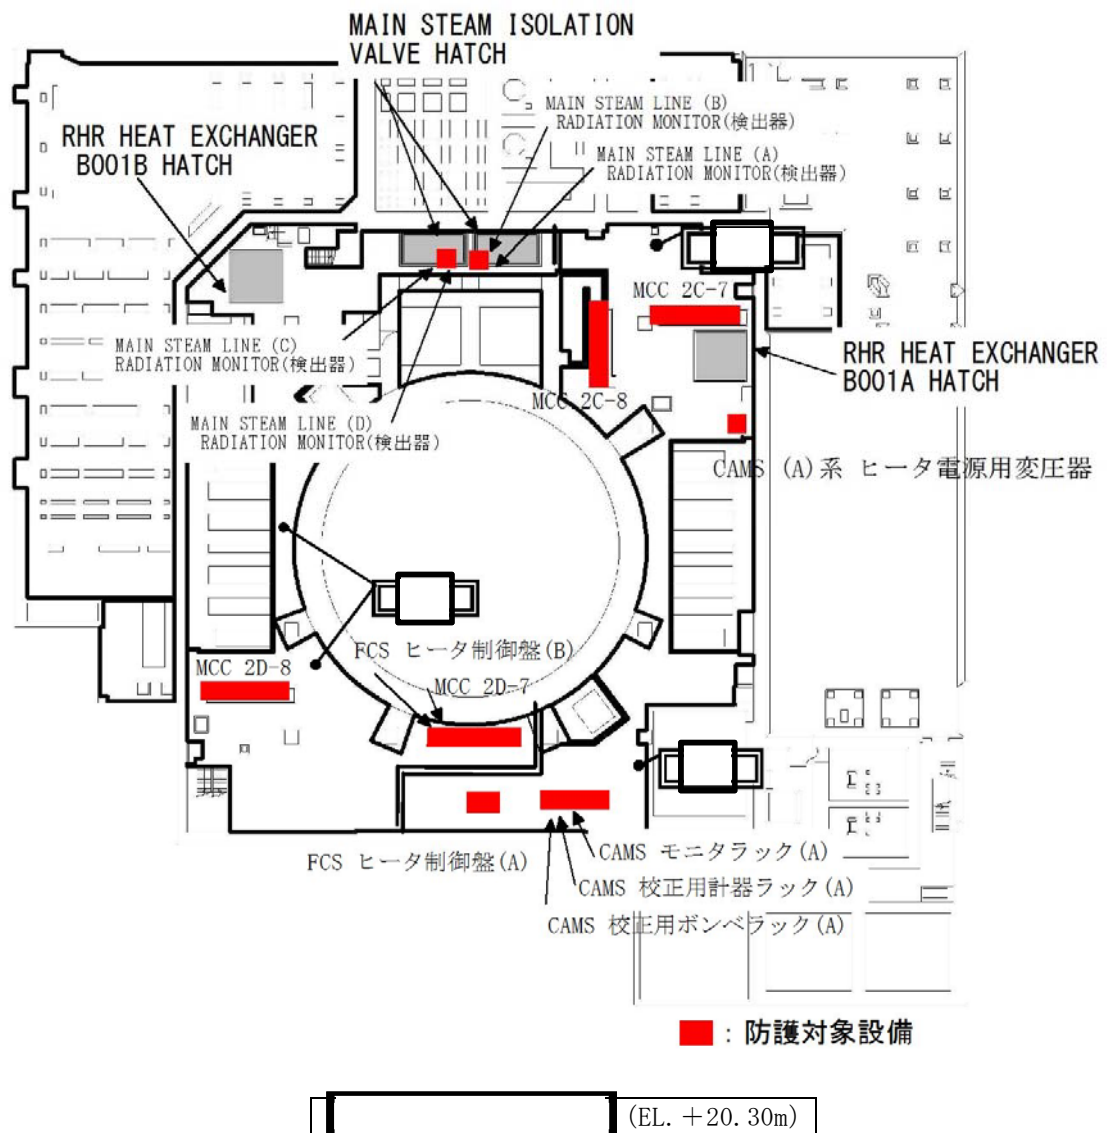 MAIN STEAM ISOLATION
VALVE HATCH
MAIN STEAM LINE (B)
RADIATION MONITOR(検出器)
RHR HEAT EXCHANGER
B001B HATCH
MAIN STEAM LINE (A)
RADIATION MONITOR(検出器)
MCC 2C-7
MAIN STEAM LINE (C)
RADIATION MONITOR(検出器)
RHR HEAT EXCHANGER
B001A HATCH
MCC 2C-8
MAIN STEAM LINE (D)
RADIATION MONITOR(検出器)
CAMS (A)系 ヒータ電源用変圧器
FCS ヒータ制御盤(B)
MCC 2D-8
MCC 2D-7
FCS ヒータ制御盤(A)
CAMS モニタラック(A)
CAMS 校正用計器ラック(A)
CAMS 校正用ボンベラック(A)
：防護対象設備
(EL. +20.30m)